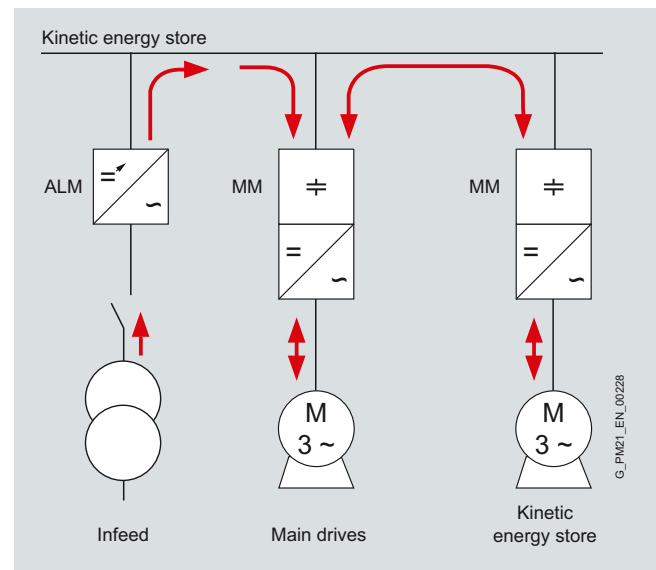 Kinetic energy store
ALM
=
~
MM
=
~
MM
=
~
M
3 ~
M
3 ~
G_PM21_EN_00228
Infeed
Main drives
Kinetic
energy store